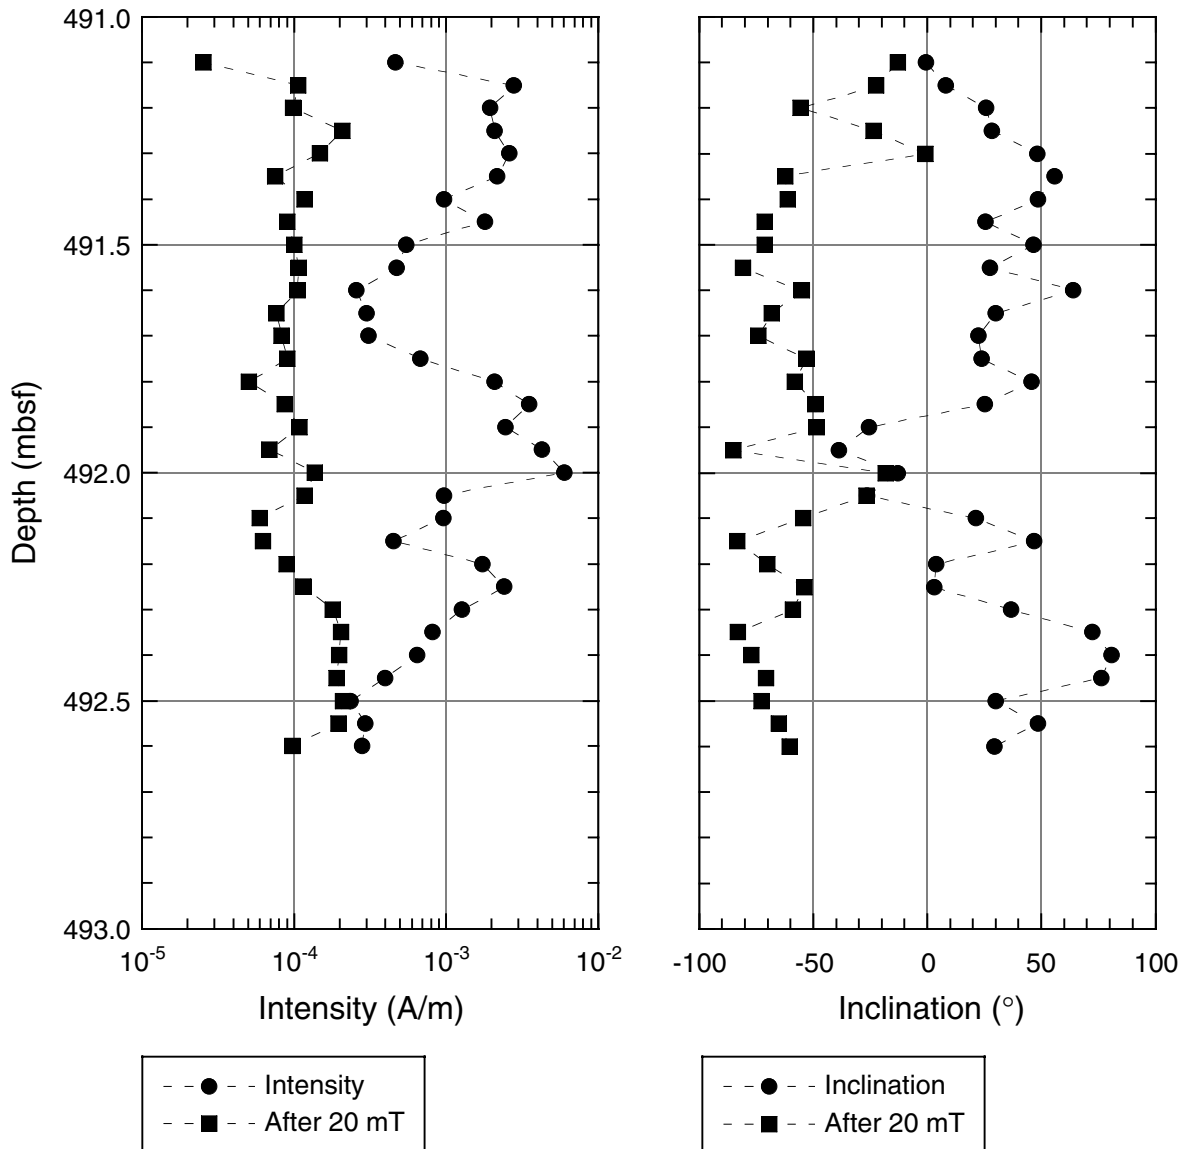 491.0
491.5
492.0
492.5
493.0
Depth (mbsf)
10-5
10-4
10-3
10-2
Intensity (A/m)
-100
-50
0
50
100
Inclination (°)
Intensity
After 20 mT
Inclination
After 20 mT